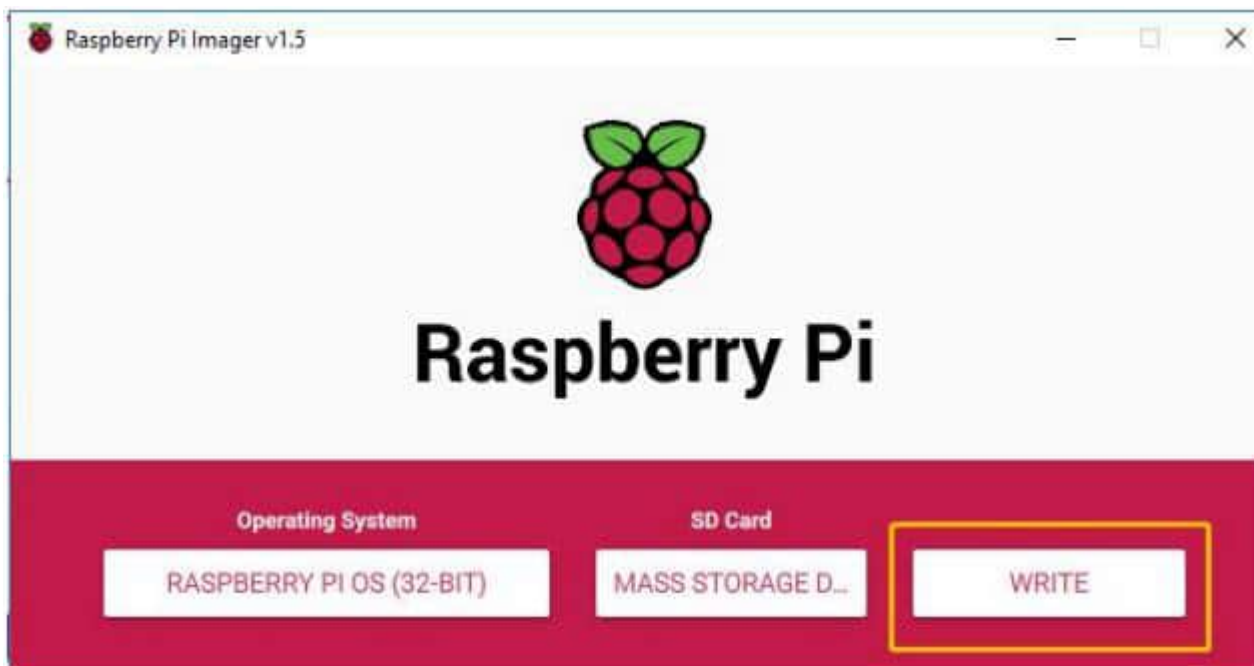 Raspberry Pi Imager v1.5
Raspberry Pi
Operating System
SD Card
RASPBERRY PI OS (32-BIT)
MASS STORAGE D...
WRITE